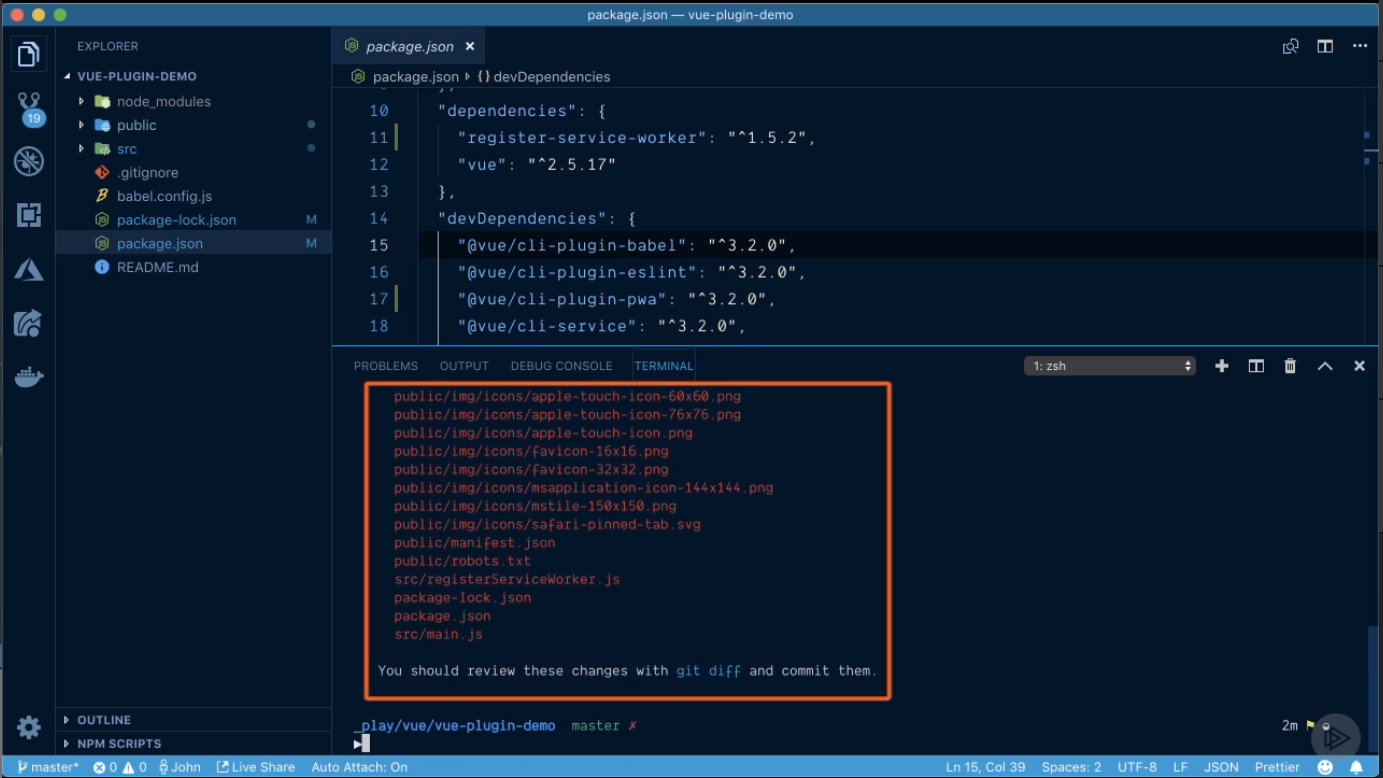 package.json — vue-plugin-demo
EXPLORER
VUE-PLUGIN-DEMO
node_modules
public
src
.gitignore
babel.config.js
package-lock.json M
package.json M
README.md
OUTLINE
NPM SCRIPTS
19
package.json ×
package.json {} devDependencies
10 "dependencies": {
11 "register-service-worker": "^1.5.2",
12 "vue": "^2.5.17"
13 },
14 "devDependencies": {
15 "@vue/cli-plugin-babel": "^3.2.0",
16 "@vue/cli-plugin-eslint": "^3.2.0",
17 "@vue/cli-plugin-pwa": "^3.2.0",
18 "@vue/cli-service": "^3.2.0",
PROBLEMS OUTPUT DEBUG CONSOLE TERMINAL 1: zsh
public/img/icons/apple-touch-icon-60x60.png
public/img/icons/apple-touch-icon-76x76.png
public/img/icons/apple-touch-icon.png
public/img/icons/favicon-16x16.png
public/img/icons/favicon-32x32.png
public/img/icons/msapplication-icon-144x144.png
public/img/icons/mstile-150x150.png
public/img/icons/safari-pinned-tab.svg
public/manifest.json
public/robots.txt
src/registerServiceWorker.js
package-lock.json
package.json
src/main.js
You should review these changes with git diff and commit them.
_play/vue/vue-plugin-demo master ✗ 2m
master* 0 0 John Live Share Auto Attach: On Ln 15, Col 39 Spaces: 2 UTF-8 LF JSON Prettier